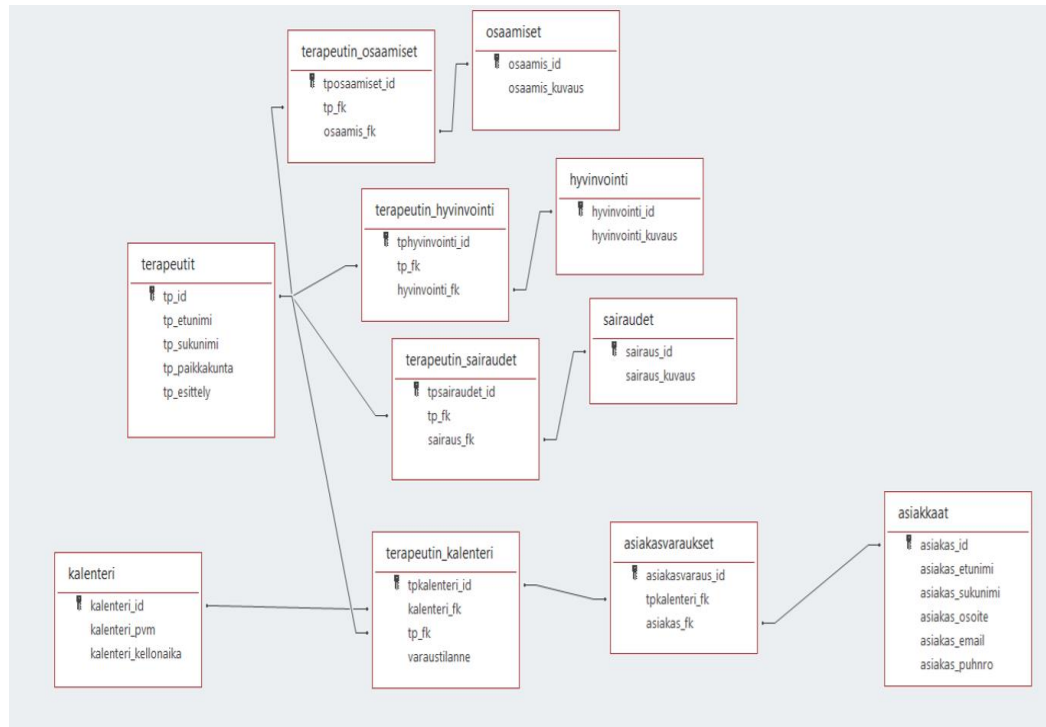 terapeutin_osaamiset
tposaamiset_id
tp_fk
osaamis_fk
osaamiset
osaamis_id
osaamis_kuvaus
terapeutin_hyvinvointi
tphyvinvointi_id
tp_fk
hyvinvointi_fk
hyvinvointi
hyvinvointi_id
hyvinvointi_kuvaus
terapeutit
tp_id
tp_etunimi
tp_sukunimi
tp_paikkakunta
tp_esittely
terapeutin_sairaudet
tpsairaudet_id
tp_fk
sairaus_fk
sairaudet
sairaus_id
sairaus_kuvaus
kalenteri
kalenteri_id
kalenteri_pvm
kalenteri_kellonaika
terapeutin_kalenteri
tpkalenteri_id
kalenteri_fk
tp_fk
varaustilanne
asiakasvaraukset
asiakasvaraus_id
tpkalenteri_fk
asiakas_fk
asiakkaat
asiakas_id
asiakas_etunimi
asiakas_sukunimi
asiakas_osoite
asiakas_email
asiakas_puhnro